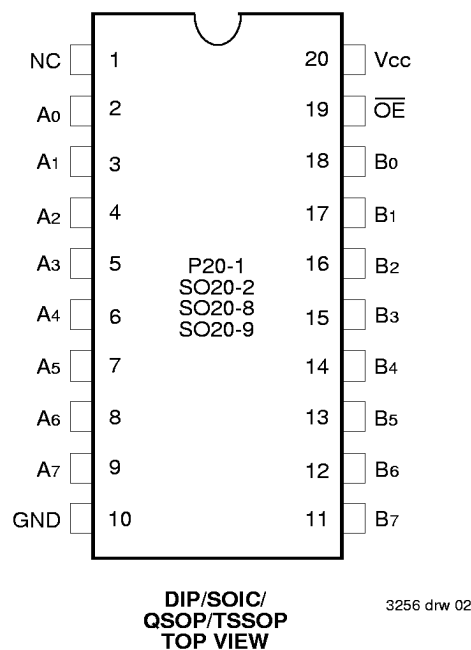 NC 1 20 Vcc
A0 2 19 O̅E̅ 
A1 3 18 B0
A2 4 17 B1
A3 5 16 B2
A4 6 15 B3
A5 7 14 B4
A6 8 13 B5
A7 9 12 B6
GND 10 11 B7
P20-1
SO20-2
SO20-8
SO20-9
DIP/SOIC/
QSOP/TSSOP
TOP VIEW
3256 drw 02